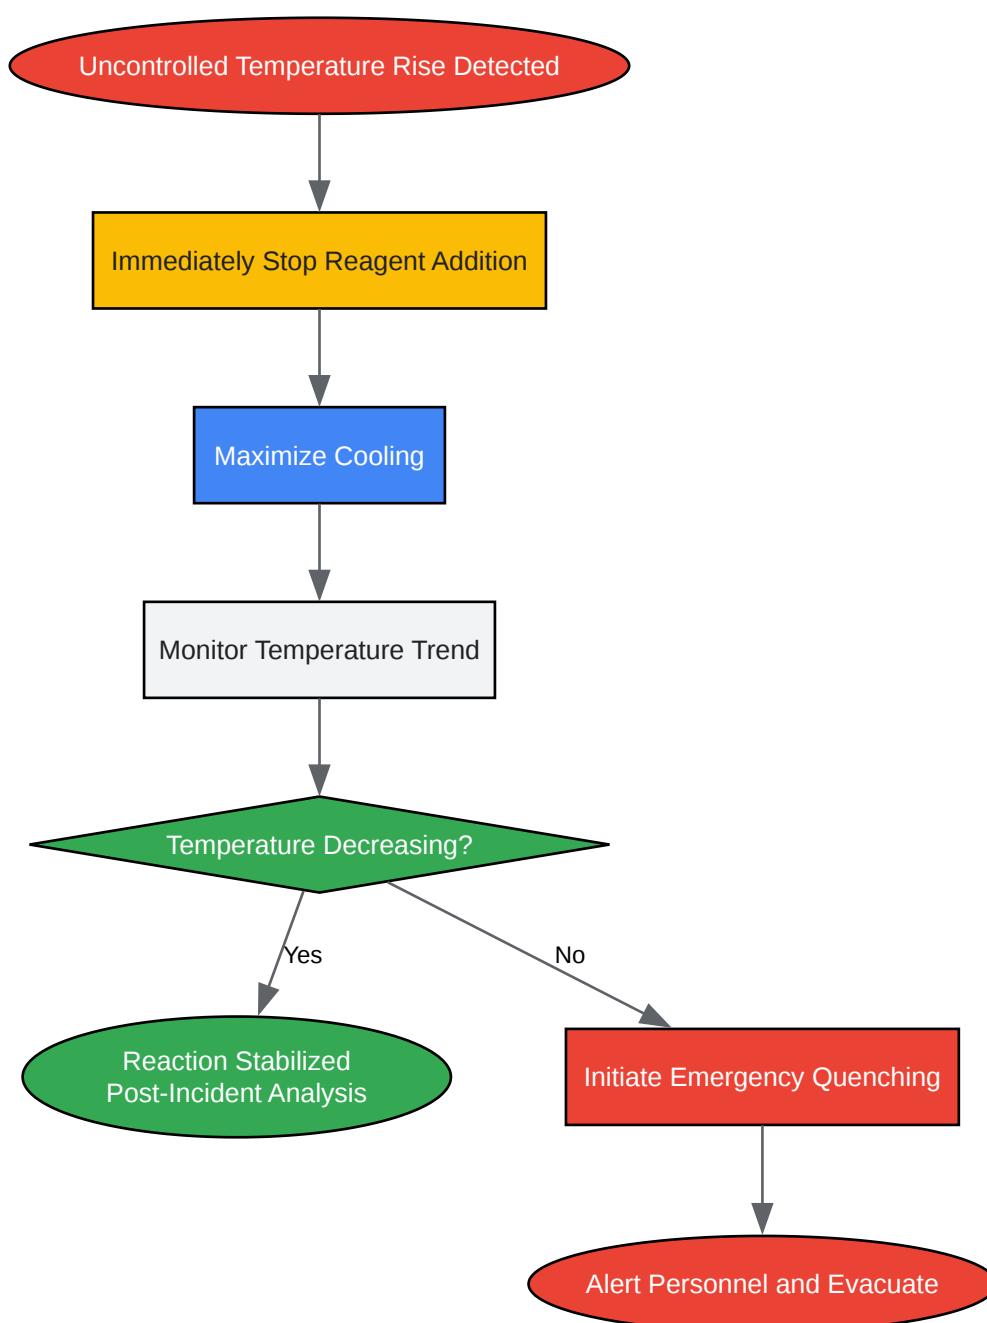 Uncontrolled Temperature Rise Detected
Immediately Stop Reagent Addition
Maximize Cooling
Monitor Temperature Trend
Temperature Decreasing?
Yes
No
Reaction Stabilized
Post-Incident Analysis
Initiate Emergency Quenching
Alert Personnel and Evacuate